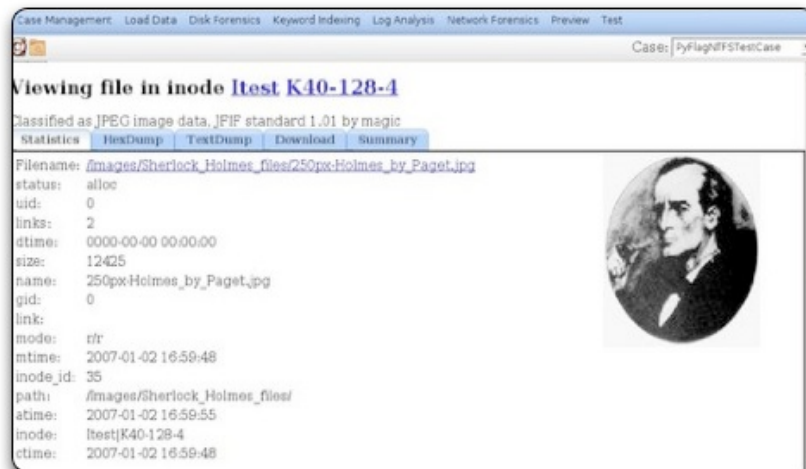 Case Management Load Data Disk Forensics Keyword Indexing Log Analysis Network Forensics Preview Test
Case: PyFlagNTFSTestCase
Viewing file in inode Itest K40-128-4
Classified as JPEG image data, JFIF standard 1.01 by magic
Statistics HexDump TextDump Download Summary
Filename: /Images/Sherlock_Holmes_files/250px-Holmes_by_Paget.jpg
status: alloc
uid: 0
links: 2
dtime: 0000-00-00 00:00:00
size: 12425
name: 250px-Holmes_by_Paget.jpg
gid: 0
link:
mode: r/r
mtime: 2007-01-02 16:59:48
inode_id: 35
path: /Images/Sherlock_Holmes_files/
atime: 2007-01-02 16:59:55
inode: Itest|K40-128-4
ctime: 2007-01-02 16:59:48